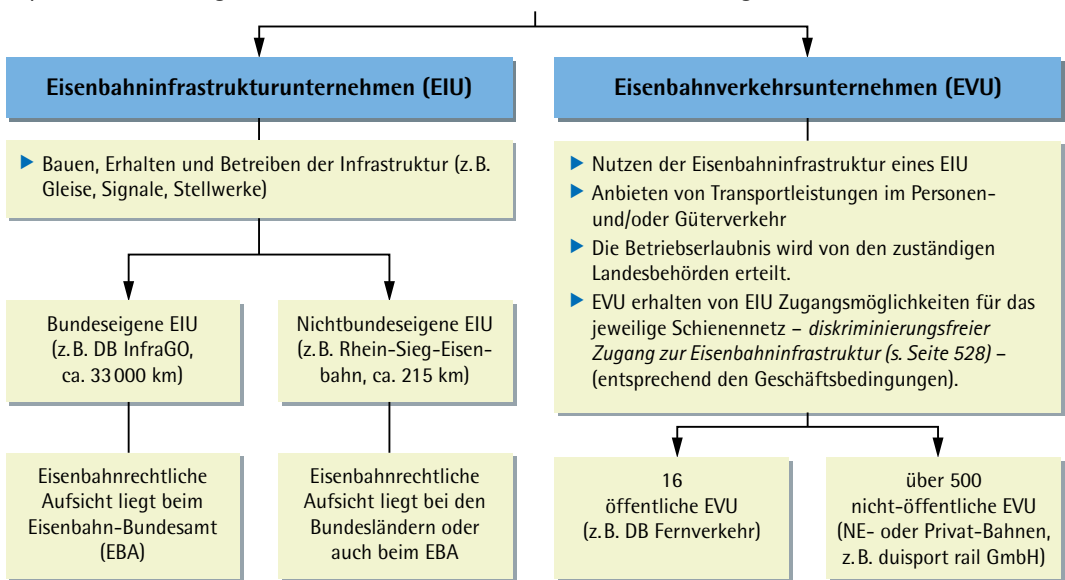 Eisenbahninfrastrukturunternehmen (EIU)
▶ Bauen, Erhalten und Betreiben der Infrastruktur (z. B.
Gleise, Signale, Stellwerke)
Bundeseigene EIU
(z. B. DB InfraGO,
ca. 33 000 km)
Nichtbundeseigene EIU
(z. B. Rhein-Sieg-Eisen-
bahn, ca. 215 km)
Eisenbahnrechtliche
Aufsicht liegt beim
Eisenbahn-Bundesamt
(EBA)
Eisenbahnrechtliche
Aufsicht liegt bei den
Bundesländern oder
auch beim EBA
Eisenbahnverkehrsunternehmen (EVU)
▶ Nutzen der Eisenbahninfrastruktur eines EIU
▶ Anbieten von Transportleistungen im Personen-
und/oder Güterverkehr
▶ Die Betriebserlaubnis wird von den zuständigen
Landesbehörden erteilt.
▶ EVU erhalten von EIU Zugangsmöglichkeiten für das
jeweilige Schienennetz – diskriminierungsfreier
Zugang zur Eisenbahninfrastruktur (s. Seite 528) –
(entsprechend den Geschäftsbedingungen).
16
öffentliche EVU
(z. B. DB Fernverkehr)
über 500
nicht-öffentliche EVU
(NE- oder Privat-Bahnen,
z. B. duisport rail GmbH)